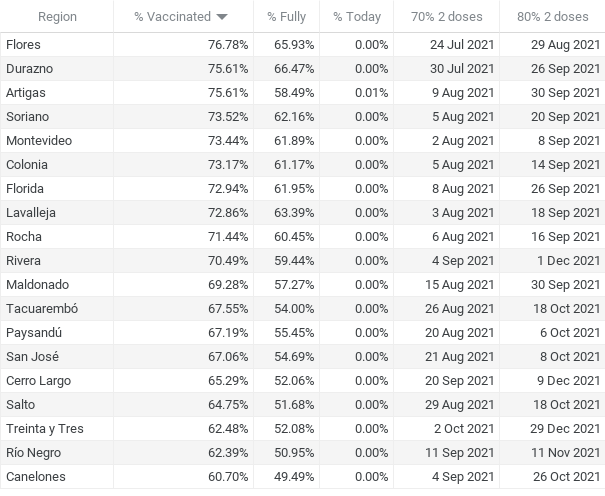 Region % Vaccinated % Fully % Today 70% 2 doses 80% 2 doses
Flores 76.78% 65.93% 0.00% 24 Jul 2021 29 Aug 2021
Durazno 75.61% 66.47% 0.00% 30 Jul 2021 26 Sep 2021
Artigas 75.61% 58.49% 0.01% 9 Aug 2021 30 Sep 2021
Soriano 73.52% 62.16% 0.00% 5 Aug 2021 20 Sep 2021
Montevideo 73.44% 61.89% 0.00% 2 Aug 2021 8 Sep 2021
Colonia 73.17% 61.17% 0.00% 5 Aug 2021 14 Sep 2021
Florida 72.94% 61.95% 0.00% 8 Aug 2021 26 Sep 2021
Lavalleja 72.86% 63.39% 0.00% 3 Aug 2021 18 Sep 2021
Rocha 71.44% 60.45% 0.00% 6 Aug 2021 16 Sep 2021
Rivera 70.49% 59.44% 0.00% 4 Sep 2021 1 Dec 2021
Maldonado 69.28% 57.27% 0.00% 15 Aug 2021 30 Sep 2021
Tacuarembó 67.55% 54.00% 0.00% 26 Aug 2021 18 Oct 2021
Paysandú 67.19% 55.45% 0.00% 20 Aug 2021 6 Oct 2021
San José 67.06% 54.69% 0.00% 21 Aug 2021 8 Oct 2021
Cerro Largo 65.29% 52.06% 0.00% 20 Sep 2021 9 Dec 2021
Salto 64.75% 51.68% 0.00% 29 Aug 2021 18 Oct 2021
Treinta y Tres 62.48% 52.08% 0.00% 2 Oct 2021 29 Dec 2021
Río Negro 62.39% 50.95% 0.00% 11 Sep 2021 11 Nov 2021
Canelones 60.70% 49.49% 0.00% 4 Sep 2021 26 Oct 2021